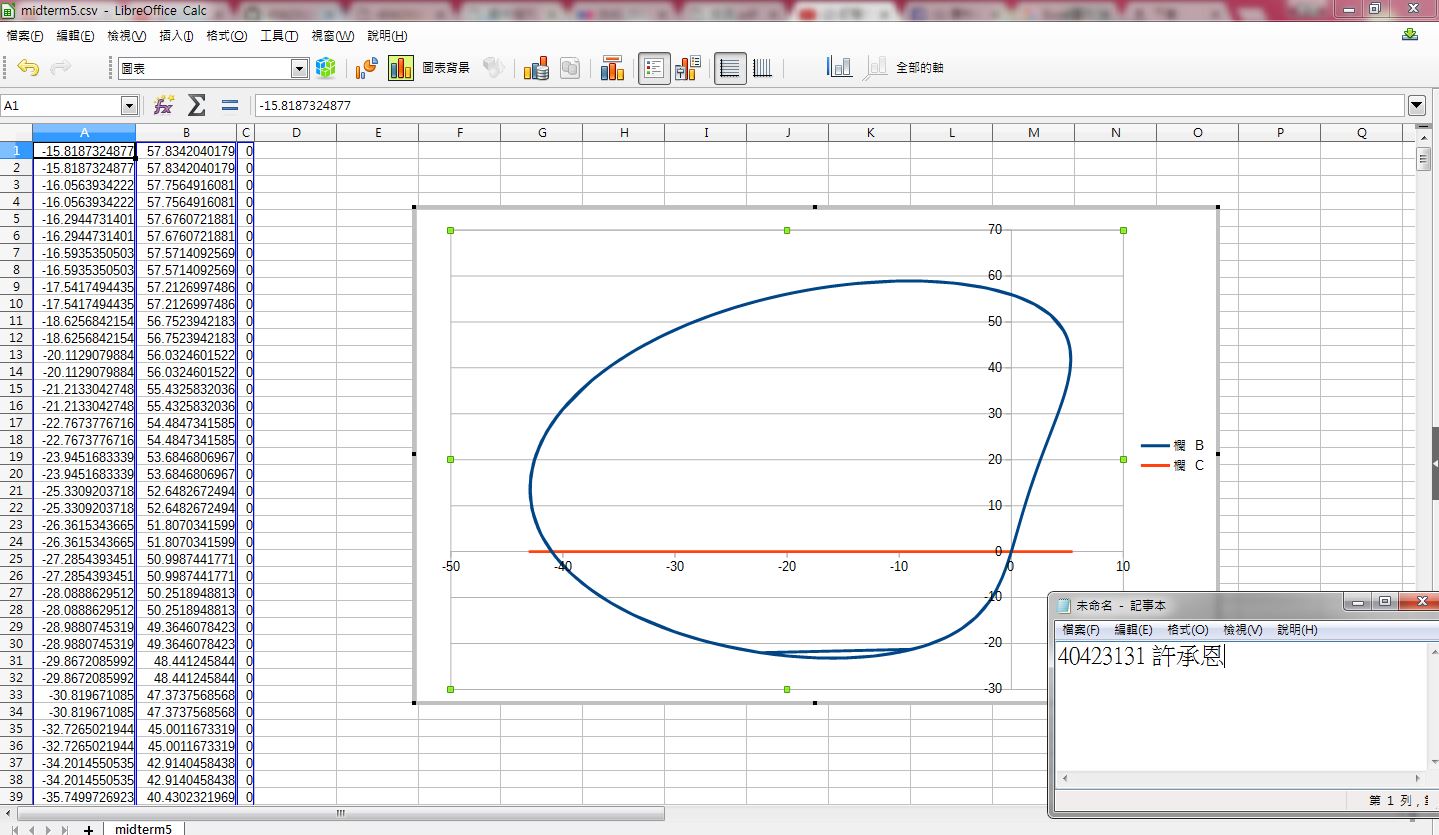 midterm5.csv - LibreOffice Calc
檔案(F) 編輯(E) 檢視(V) 插入(I) 格式(O) 工具(T) 視窗(W) 說明(H)
圖表 圖表背景 全部的軸
A1 -15.8187324877
A B C D E F G H I J K L M N O P Q
1 -15.8187324877 57.8342040179 0
2 -15.8187324877 57.8342040179 0
3 -16.0563934222 57.7564916081 0
4 -16.0563934222 57.7564916081 0
5 -16.2944731401 57.6760721881 0
6 -16.2944731401 57.6760721881 0
7 -16.5935350503 57.5714092569 0
8 -16.5935350503 57.5714092569 0
9 -17.5417494435 57.2126997486 0
10 -17.5417494435 57.2126997486 0
11 -18.6256842154 56.7523942183 0
12 -18.6256842154 56.7523942183 0
13 -20.1129079884 56.0324601522 0
14 -20.1129079884 56.0324601522 0
15 -21.2133042748 55.4325832036 0
16 -21.2133042748 55.4325832036 0
17 -22.7673776716 54.4847341585 0
18 -22.7673776716 54.4847341585 0
19 -23.9451683339 53.6846806967 0
20 -23.9451683339 53.6846806967 0
21 -25.3309203718 52.6482672494 0
22 -25.3309203718 52.6482672494 0
23 -26.3615343665 51.8070341599 0
24 -26.3615343665 51.8070341599 0
25 -27.2854393451 50.9987441771 0
26 -27.2854393451 50.9987441771 0
27 -28.0888629512 50.2518948813 0
28 -28.0888629512 50.2518948813 0
29 -28.9880745319 49.3646078423 0
30 -28.9880745319 49.3646078423 0
31 -29.8672085992 48.441245844 0
32 -29.8672085992 48.441245844 0
33 -30.819671085 47.3737568568 0
34 -30.819671085 47.3737568568 0
35 -32.7265021944 45.0011673319 0
36 -32.7265021944 45.0011673319 0
37 -34.2014550535 42.9140458438 0
38 -34.2014550535 42.9140458438 0
39 -35.7499726923 40.4302321969 0
70
60
50
40
30
20
10
0
-10
-20
-30
-50 -40 -30 -20 -10 0 10
欄 B
欄 C
未命名 - 記事本
檔案(F) 編輯(E) 格式(O) 檢視(V) 說明(H)
40423131 許承恩
第 1 列,
midterm5